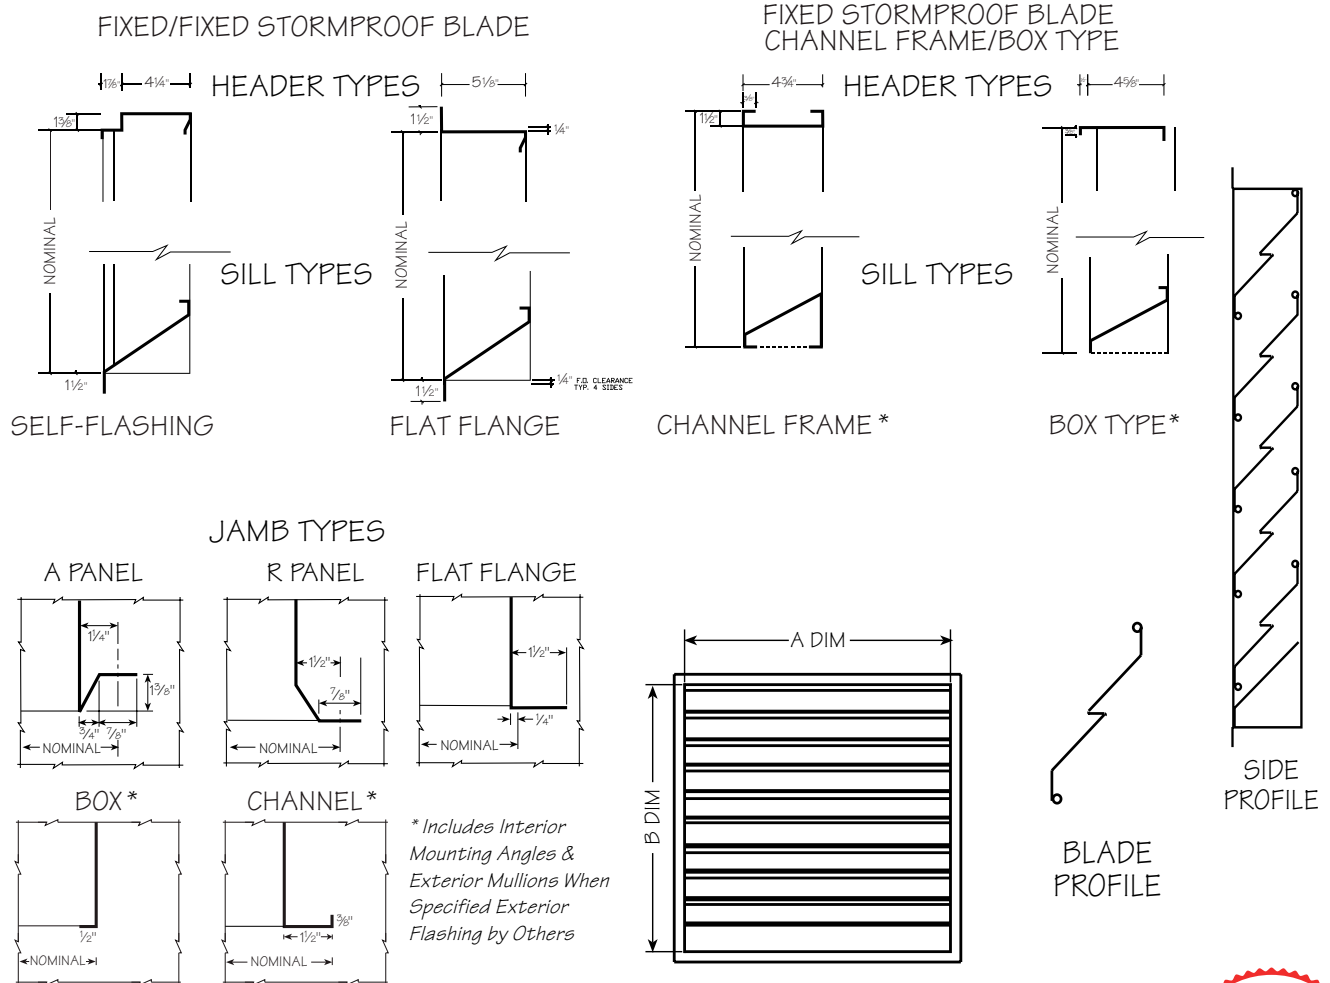 FIXED/FIXED STORMPROOF BLADE
FIXED STORMPROOF BLADE
CHANNEL FRAME/BOX TYPE
1⅞" 4¼" HEADER TYPES 5⅛"
4¾" HEADER TYPES 4⅝"
1⅜"
1½"
¼"
1½"
NOMINAL
NOMINAL
NOMINAL
NOMINAL
SILL TYPES
SILL TYPES
1½"
1½"
¼" F.D. CLEARANCE
TYP. 4 SIDES
SELF-FLASHING
FLAT FLANGE
CHANNEL FRAME*
BOX TYPE*
JAMB TYPES
A PANEL
R PANEL
FLAT FLANGE
1¼"
1⅜"
¾" ⅞"
NOMINAL
1½"
⅞"
NOMINAL
1½"
¼"
NOMINAL
BOX*
CHANNEL*
½"
NOMINAL
⅜"
1½"
NOMINAL
* Includes Interior
Mounting Angles &
Exterior Mullions When
Specified Exterior
Flashing by Others
A DIM
B DIM
BLADE
PROFILE
SIDE
PROFILE